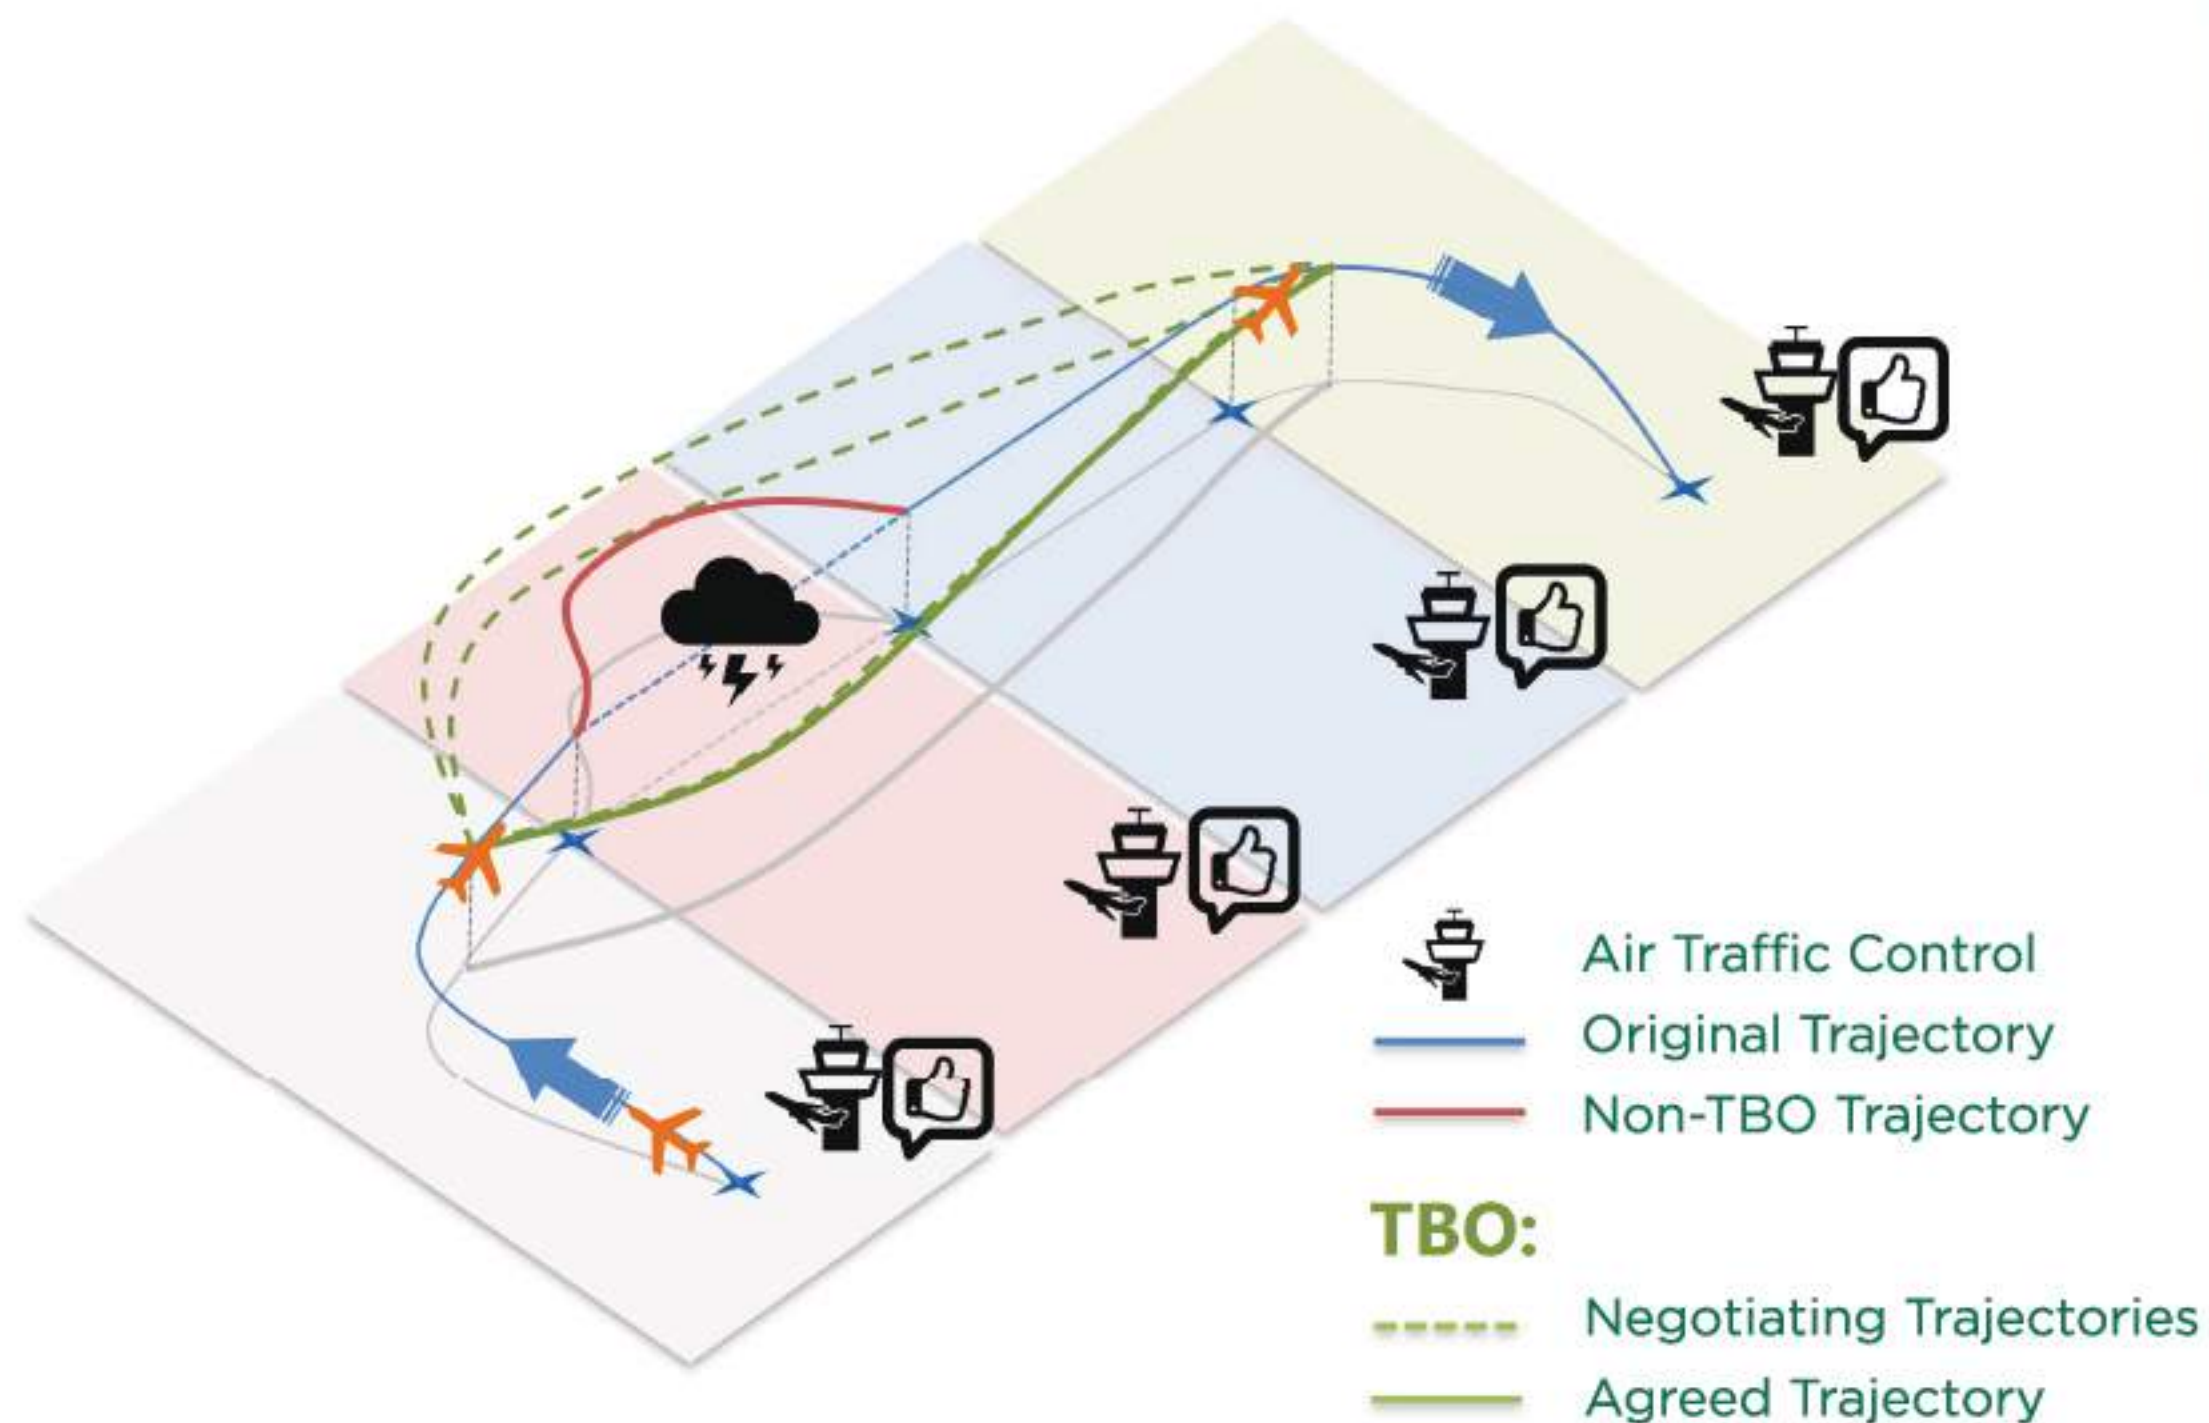 Air Traffic Control
Original Trajectory
Non-TBO Trajectory
TBO:
Negotiating Trajectories
Agreed Trajectory